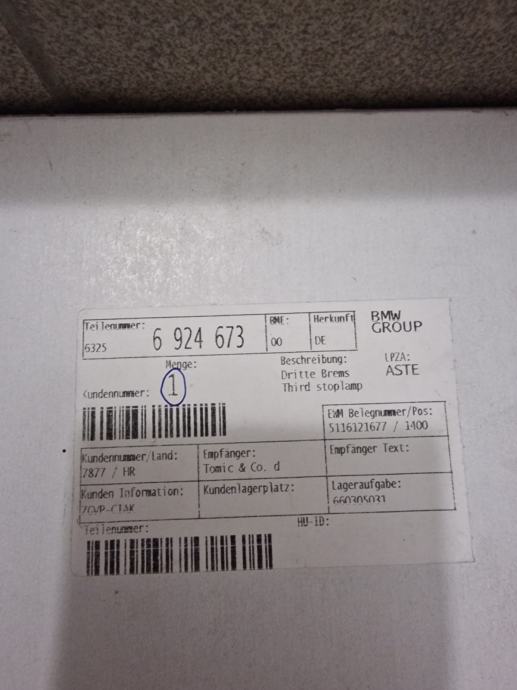 Teilenummer:
6325 6 924 673
BME:
00
Herkunft
DE
BMW
GROUP
Menge:
1
Beschreibung:
Dritte Brems
Third stoplamp
LPZA:
ASTE
Kundennummer:
EWM Belegnummer/Pos:
5116121677 / 1400
Kundennummer/Land:
7877 / HR
Empfänger:
Tomic & Co. d
Empfänger Text:
Kunden Information:
Kundenlagerplatz:
Lageraufgabe:
660305031
Teilenummer:
HU-ID: